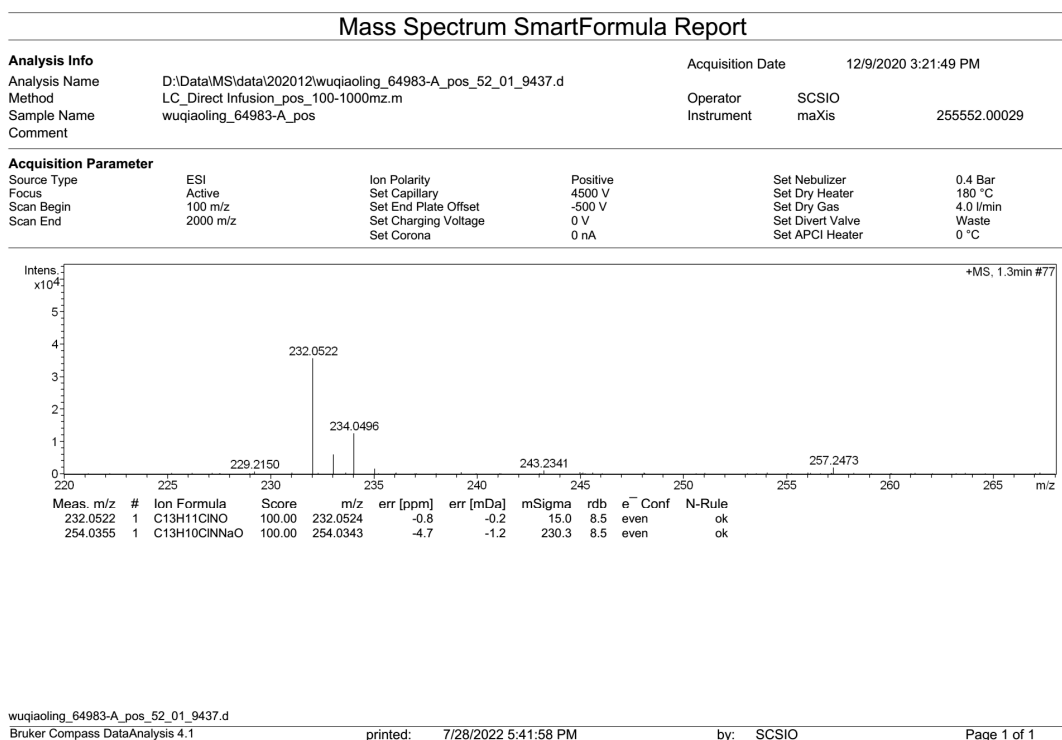 Mass Spectrum SmartFormula Report
Analysis Info
Acquisition Date 12/9/2020 3:21:49 PM
Analysis Name D:\Data\MS\data\202012\wuqiaoling_64983-A_pos_52_01_9437.d
Method LC_Direct Infusion_pos_100-1000mz.m Operator SCSIO
Sample Name wuqiaoling_64983-A_pos Instrument maXis 255552.00029
Comment
Acquisition Parameter
Source Type ESI Ion Polarity Positive Set Nebulizer 0.4 Bar
Focus Active Set Capillary 4500 V Set Dry Heater 180 °C
Scan Begin 100 m/z Set End Plate Offset -500 V Set Dry Gas 4.0 l/min
Scan End 2000 m/z Set Charging Voltage 0 V Set Divert Valve Waste
Set Corona 0 nA Set APCI Heater 0 °C
Intens. +MS, 1.3min #77
x10⁴
5
4
232.0522
3
2
234.0496
1
229.2150 243.2341 257.2473
0
220 225 230 235 240 245 250 255 260 265 m/z
Meas. m/z # Ion Formula Score m/z err [ppm] err [mDa] mSigma rdb e⁻ Conf N-Rule
232.0522 1 C13H11ClNO 100.00 232.0524 -0.8 -0.2 15.0 8.5 even ok
254.0355 1 C13H10ClNNaO 100.00 254.0343 -4.7 -1.2 230.3 8.5 even ok
wuqiaoling_64983-A_pos_52_01_9437.d
Bruker Compass DataAnalysis 4.1 printed: 7/28/2022 5:41:58 PM by: SCSIO Page 1 of 1